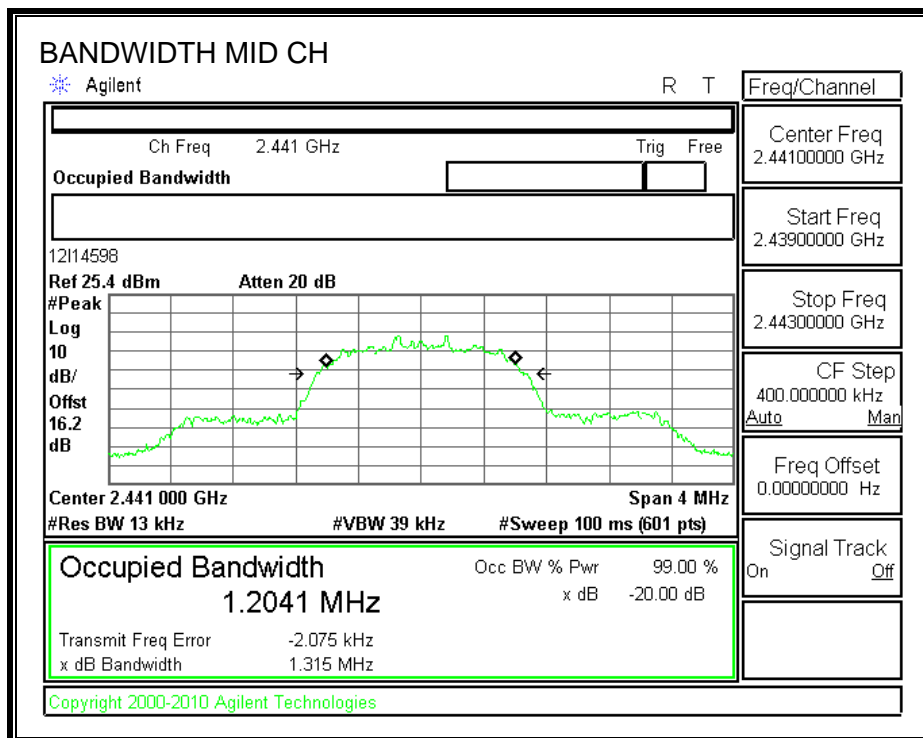 BANDWIDTH MID CH
Agilent R T
Freq/Channel
Ch Freq 2.441 GHz Trig Free
Occupied Bandwidth
Center Freq
2.44100000 GHz
Start Freq
2.43900000 GHz
12I14598
Ref 25.4 dBm Atten 20 dB
#Peak
Log
10
dB/
Offst
16.2
dB
Stop Freq
2.44300000 GHz
CF Step
400.000000 kHz
Auto Man
Freq Offset
0.00000000 Hz
Center 2.441 000 GHz Span 4 MHz
#Res BW 13 kHz #VBW 39 kHz #Sweep 100 ms (601 pts)
Signal Track
On Off
Occupied Bandwidth Occ BW % Pwr 99.00 %
1.2041 MHz x dB -20.00 dB
Transmit Freq Error -2.075 kHz
x dB Bandwidth 1.315 MHz
Copyright 2000-2010 Agilent Technologies